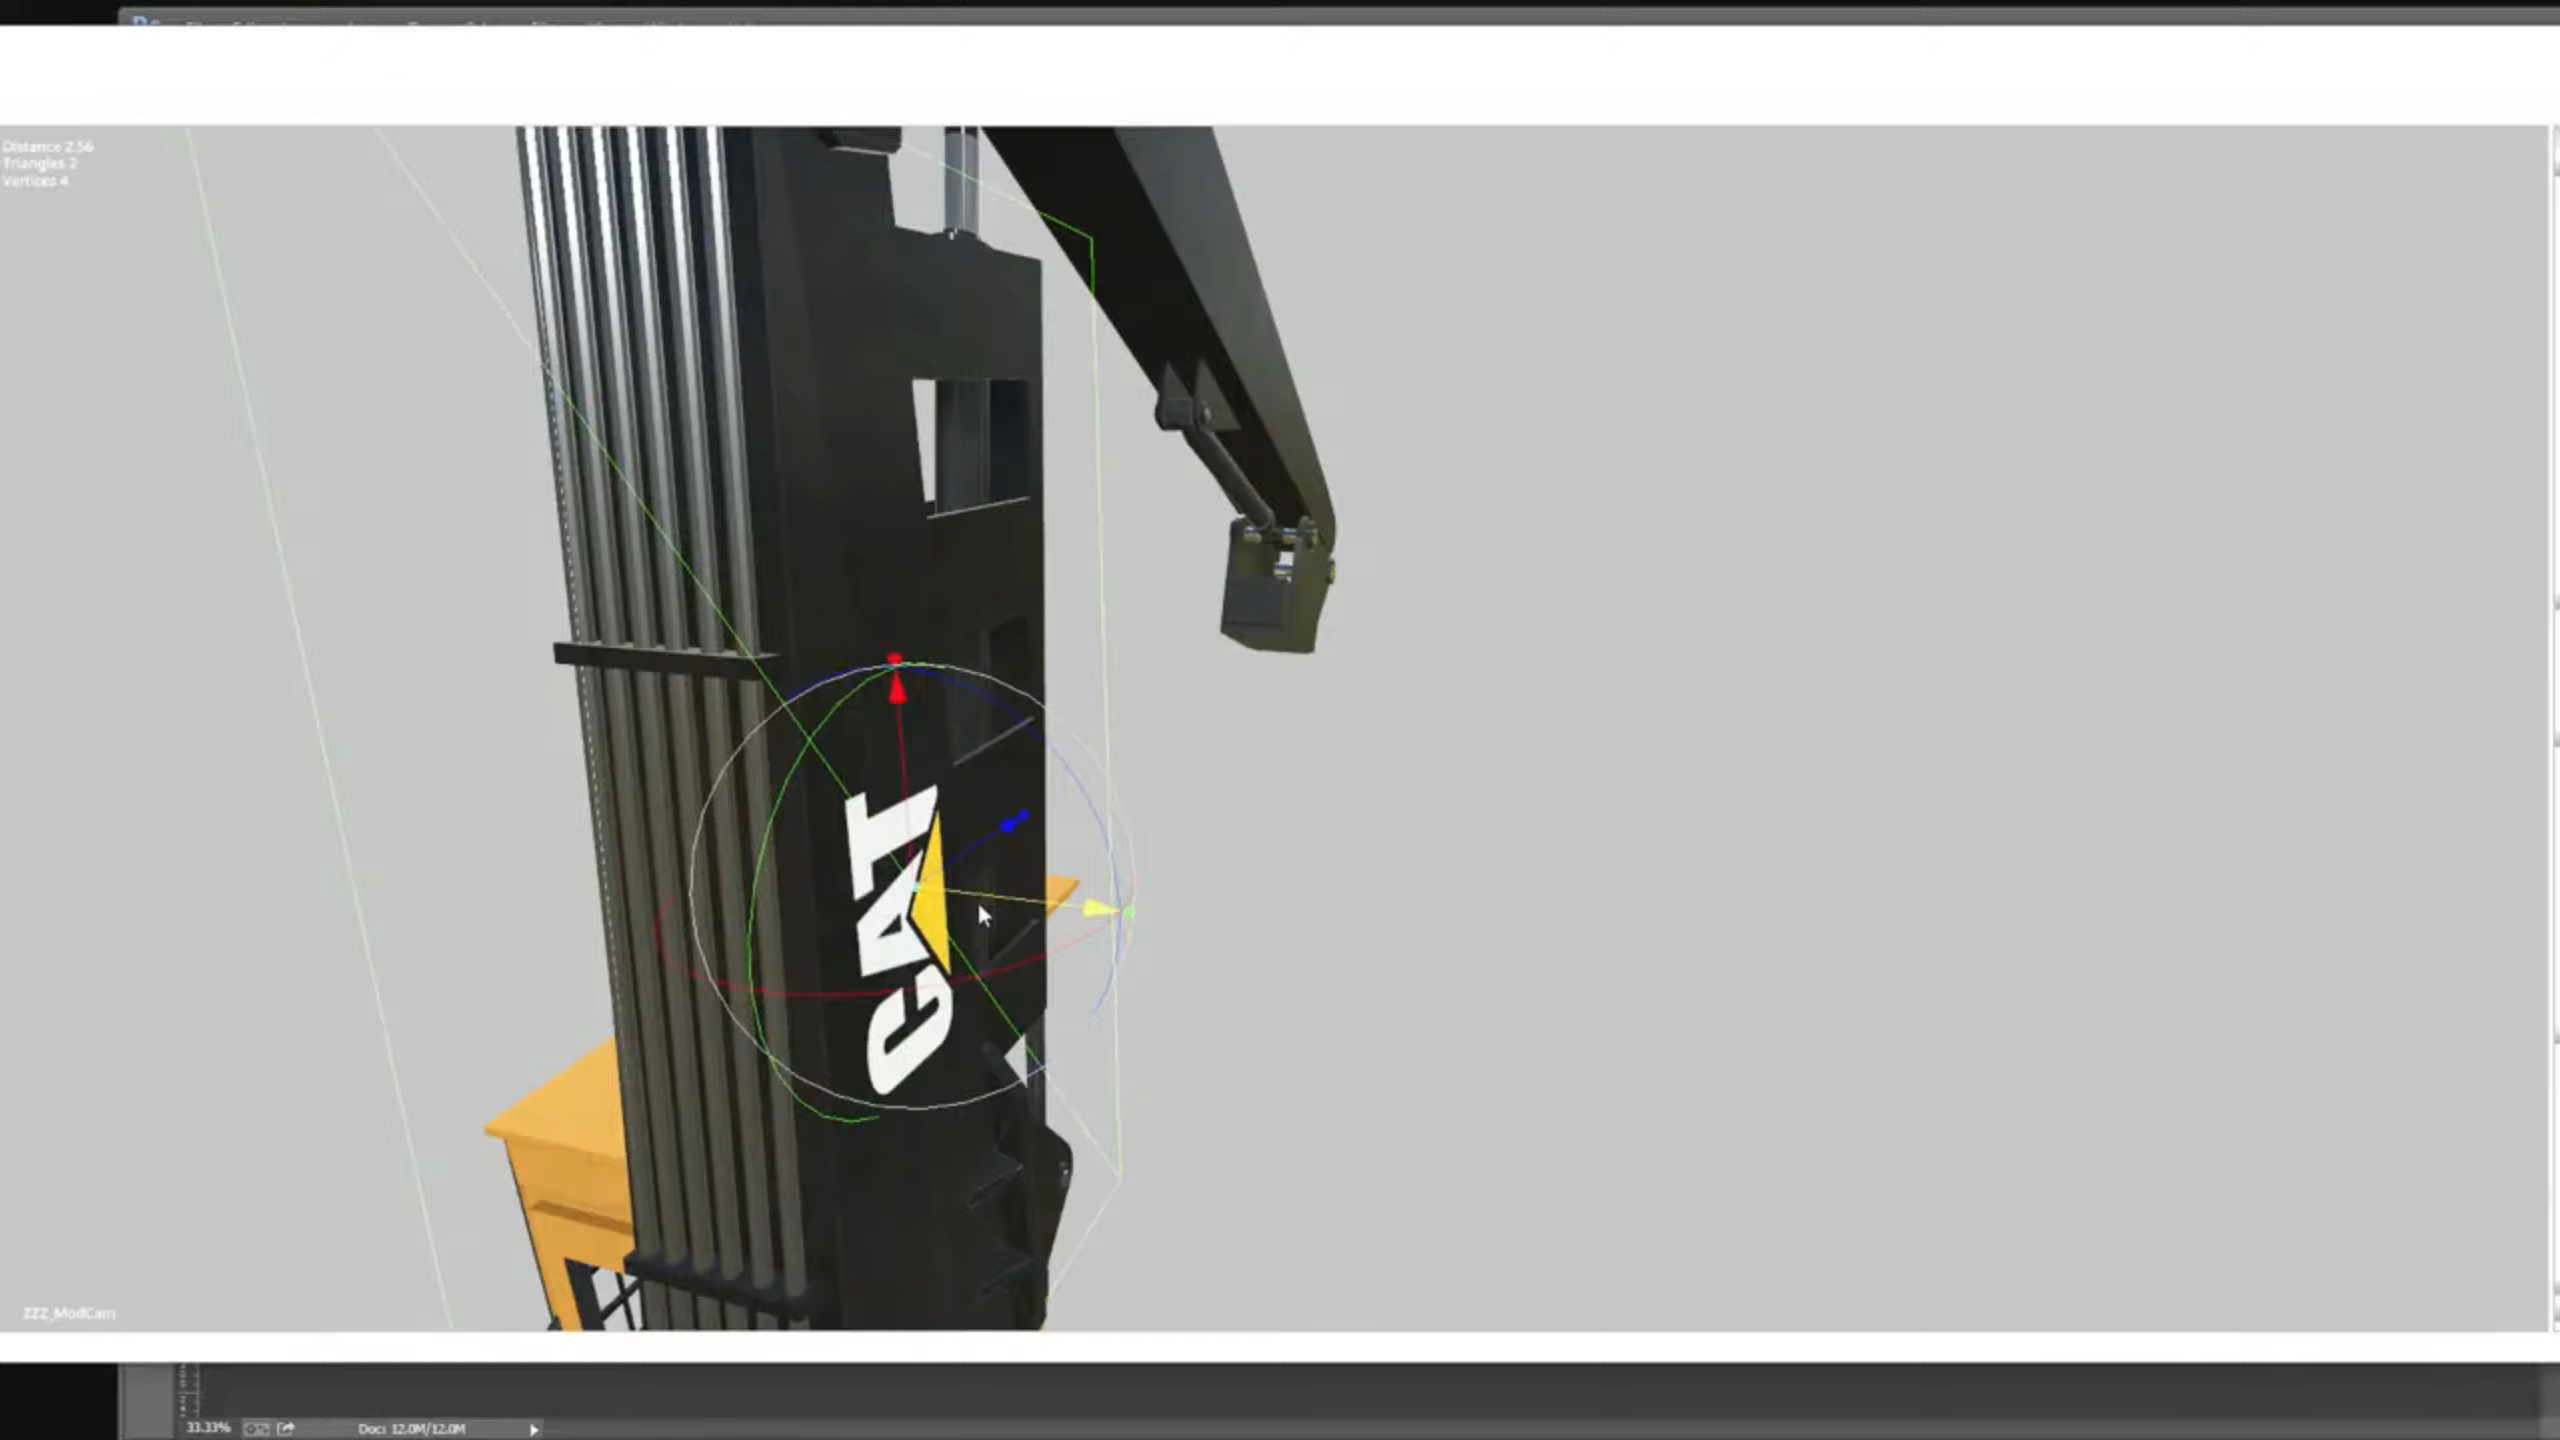 Distance 2.56
Triangles 2
Vertices 4
CAT
ZZZ_ModCam
33.33%
Doc: 12.0M/12.0M